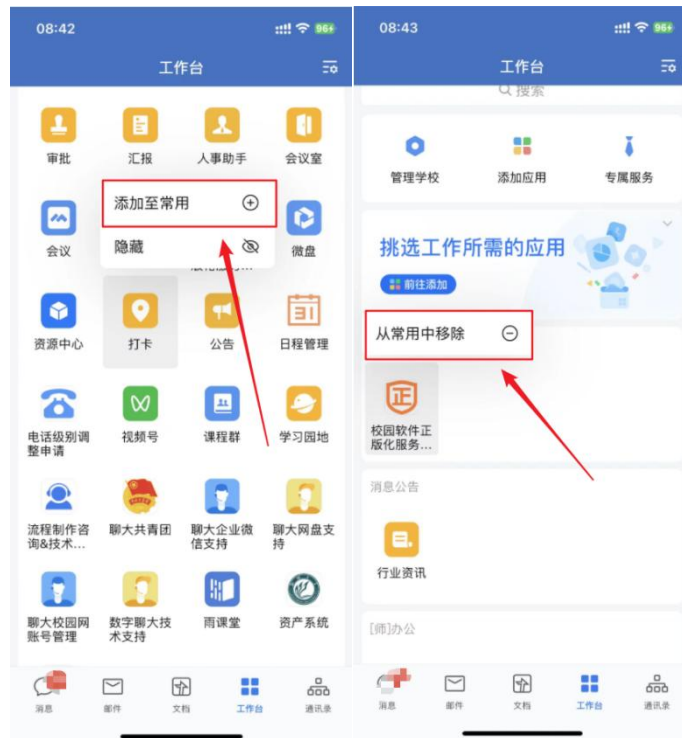 08:42
96
工作台
审批
汇报
人事助手
会议室
添加至常用
隐藏
会议
版化服务...
微盘
资源中心
打卡
公告
日程管理
电话级别调
整申请
视频号
课程群
学习园地
流程制作咨
询&技术...
聊大共青团
聊大企业微
信支持
聊大网盘支
持
聊大校园网
账号管理
数字聊大技
术支持
雨课堂
资产系统
消息
邮件
文档
工作台
通讯录
08:43
96
工作台
搜索
管理学校
添加应用
专属服务
挑选工作所需的应用
前往添加
从常用中移除
正
校园软件正
版化服务...
消息公告
行业资讯
[师]办公
消息
邮件
文档
工作台
通讯录